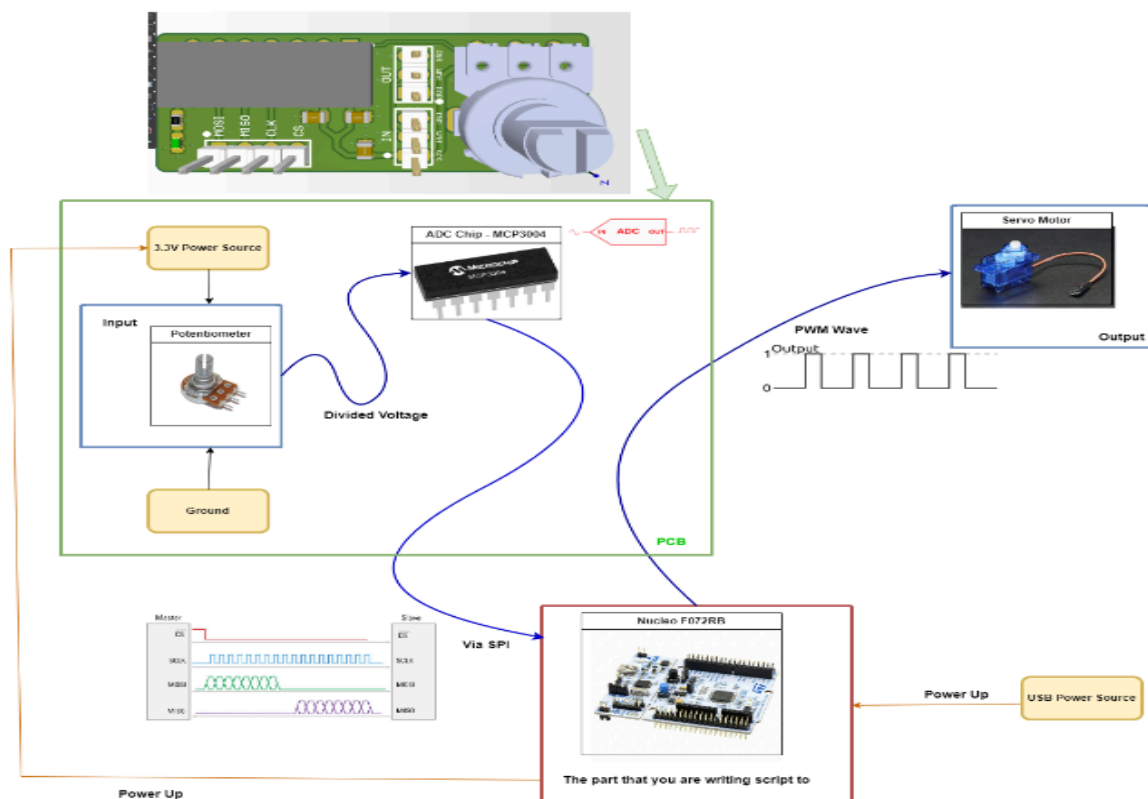 OUT
IN
MOSI
MISO
CLK
CS
Z
3.3V Power Source
ADC Chip - MCP3004
IN ADC OUT
Servo Motor
Input
Potentiometer
Output
PWM Wave
Output
1
0
Divided Voltage
Ground
PCB
Master
Slave
CS
CS
SCLK
SCLK
MOSI
MOSI
MISO
MISO
Via SPI
Nucleo F072RB
Power Up
USB Power Source
The part that you are writing script to
Power Up